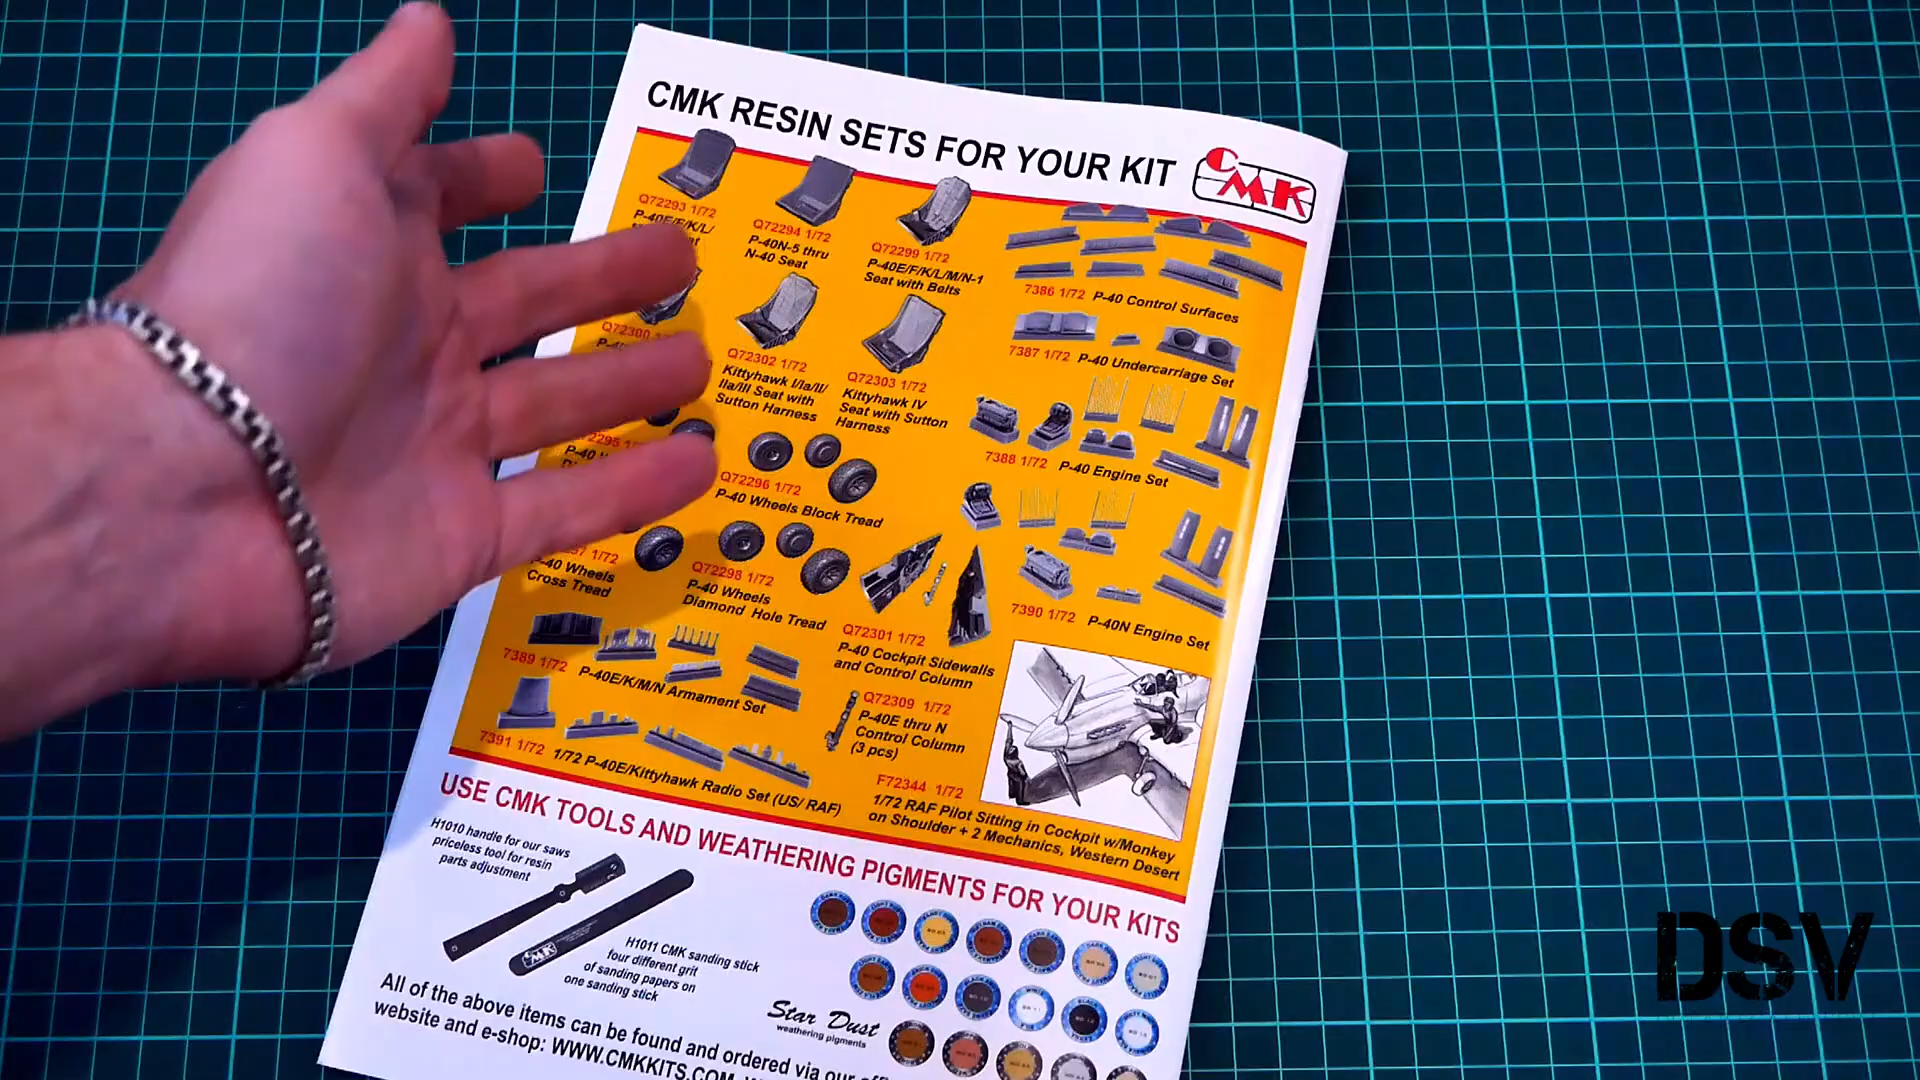 CMK RESIN SETS FOR YOUR KIT
CMK
Q72293 1/72
P-40E/F/K/L/
Q72294 1/72
P-40N-5 thru
N-40 Seat
Q72299 1/72
P-40E/F/K/L/M/N-1
Seat with Belts
7386 1/72 P-40 Control Surfaces
Q72300
Q72302 1/72
Kittyhawk I/Ia/II/
IIa/III Seat with
Sutton Harness
Q72303 1/72
Kittyhawk IV
Seat with Sutton
Harness
7387 1/72 P-40 Undercarriage Set
7388 1/72 P-40 Engine Set
Q72296 1/72
P-40 Wheels Block Tread
1/72
P-40 Wheels
Cross Tread
Q72298 1/72
P-40 Wheels
Diamond Hole Tread
Q72301 1/72
P-40 Cockpit Sidewalls
and Control Column
7390 1/72 P-40N Engine Set
7389 1/72 P-40E/K/M/N Armament Set
Q72309 1/72
P-40E thru N
Control Column
(3 pcs)
7391 1/72 1/72 P-40E/Kittyhawk Radio Set (US/ RAF)
F72344 1/72
1/72 RAF Pilot Sitting in Cockpit w/Monkey
on Shoulder + 2 Mechanics, Western Desert
USE CMK TOOLS AND WEATHERING PIGMENTS FOR YOUR KITS
H1010 handle for our saws
priceless tool for resin
parts adjustment
CMK
H1011 CMK sanding stick
four different grit
of sanding papers on
one sanding stick
Star Dust
weathering pigments
All of the above items can be found and ordered via our
website and e-shop: WWW.CMKKITS.COM
DSV